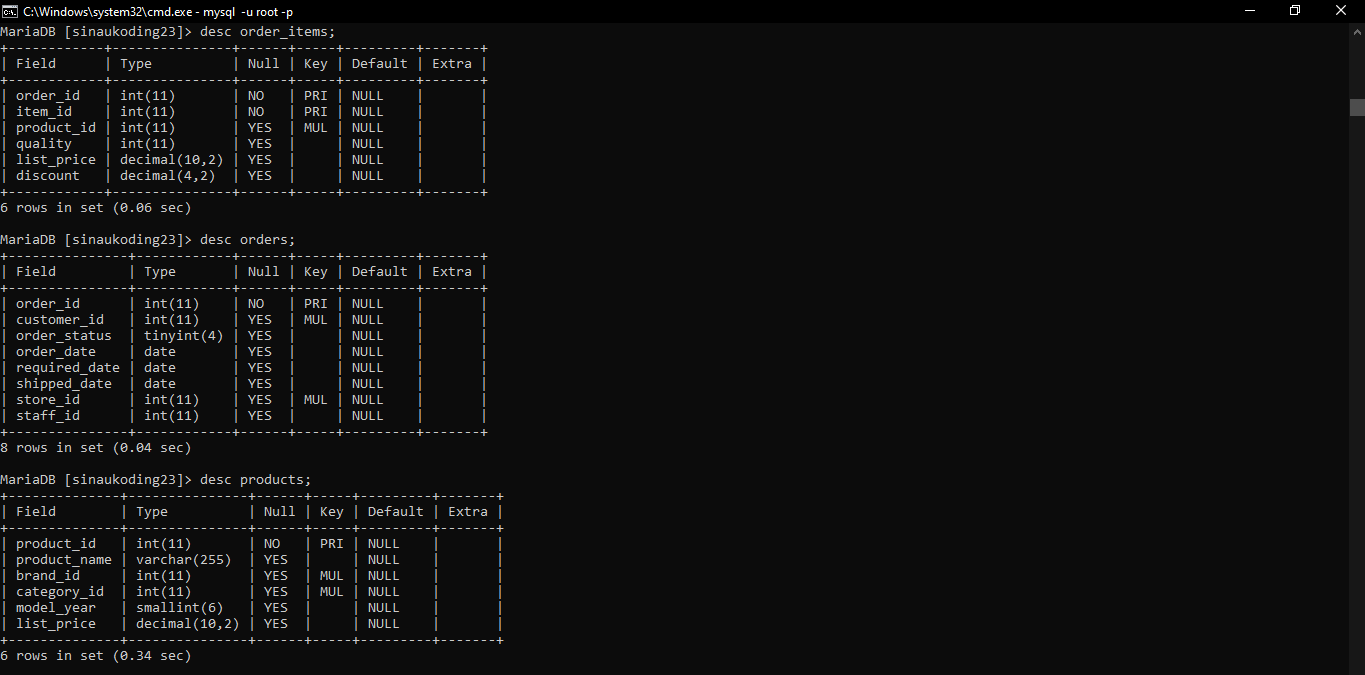 C:\Windows\system32\cmd.exe - mysql  -u root -p
MariaDB [sinaukoding23]> desc order_items;
+------------+---------------+------+-----+---------+-------+
| Field      | Type          | Null | Key | Default | Extra |
+------------+---------------+------+-----+---------+-------+
| order_id   | int(11)       | NO   | PRI | NULL    |       |
| item_id    | int(11)       | NO   | PRI | NULL    |       |
| product_id | int(11)       | YES  | MUL | NULL    |       |
| quality    | int(11)       | YES  |     | NULL    |       |
| list_price | decimal(10,2) | YES  |     | NULL    |       |
| discount   | decimal(4,2)  | YES  |     | NULL    |       |
+------------+---------------+------+-----+---------+-------+
6 rows in set (0.06 sec)

MariaDB [sinaukoding23]> desc orders;
+---------------+------------+------+-----+---------+-------+
| Field         | Type       | Null | Key | Default | Extra |
+---------------+------------+------+-----+---------+-------+
| order_id      | int(11)    | NO   | PRI | NULL    |       |
| customer_id   | int(11)    | YES  | MUL | NULL    |       |
| order_status  | tinyint(4) | YES  |     | NULL    |       |
| order_date    | date       | YES  |     | NULL    |       |
| required_date | date       | YES  |     | NULL    |       |
| shipped_date  | date       | YES  |     | NULL    |       |
| store_id      | int(11)    | YES  | MUL | NULL    |       |
| staff_id      | int(11)    | YES  |     | NULL    |       |
+---------------+------------+------+-----+---------+-------+
8 rows in set (0.04 sec)

MariaDB [sinaukoding23]> desc products;
+--------------+---------------+------+-----+---------+-------+
| Field        | Type          | Null | Key | Default | Extra |
+--------------+---------------+------+-----+---------+-------+
| product_id   | int(11)       | NO   | PRI | NULL    |       |
| product_name | varchar(255)  | YES  |     | NULL    |       |
| brand_id     | int(11)       | YES  | MUL | NULL    |       |
| category_id  | int(11)       | YES  | MUL | NULL    |       |
| model_year   | smallint(6)   | YES  |     | NULL    |       |
| list_price   | decimal(10,2) | YES  |     | NULL    |       |
+--------------+---------------+------+-----+---------+-------+
6 rows in set (0.34 sec)